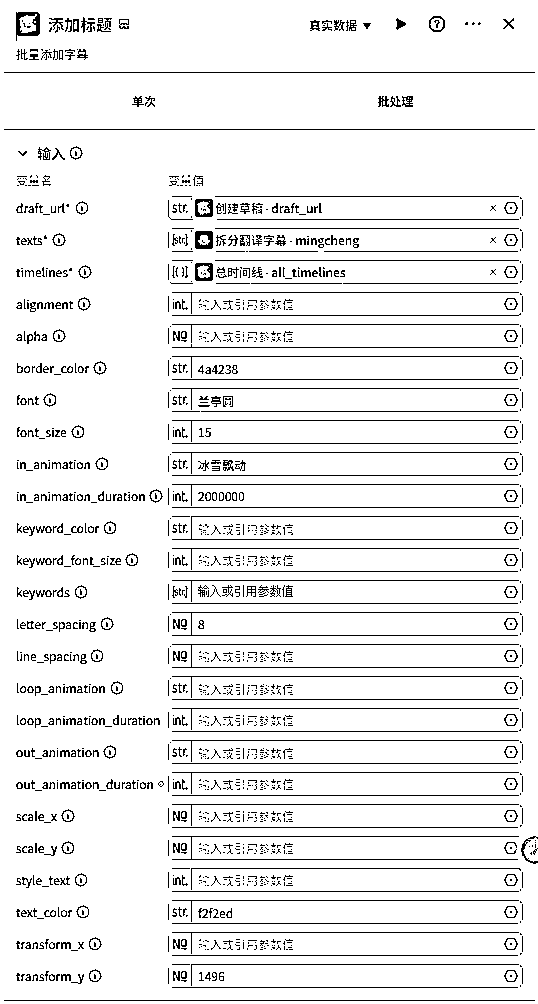 添加标题
真实数据
批量添加字幕
单次 批处理
输入
变量名 变量值
draft_url* str. 创建草稿 - draft_url
texts* [str] 拆分翻译字幕 - mingcheng
timelines* [{}] 总时间线 - all_timelines
alignment int. 输入或引用参数值
alpha № 输入或引用参数值
border_color str. 4a4238
font str. 兰亭圆
font_size int. 15
in_animation str. 冰雪飘动
in_animation_duration int. 2000000
keyword_color str. 输入或引用参数值
keyword_font_size int. 输入或引用参数值
keywords [str] 输入或引用参数值
letter_spacing № 8
line_spacing № 输入或引用参数值
loop_animation str. 输入或引用参数值
loop_animation_duration int. 输入或引用参数值
out_animation str. 输入或引用参数值
out_animation_duration int. 输入或引用参数值
scale_x № 输入或引用参数值
scale_y № 输入或引用参数值
style_text int. 输入或引用参数值
text_color str. f2f2ed
transform_x № 输入或引用参数值
transform_y № 1496